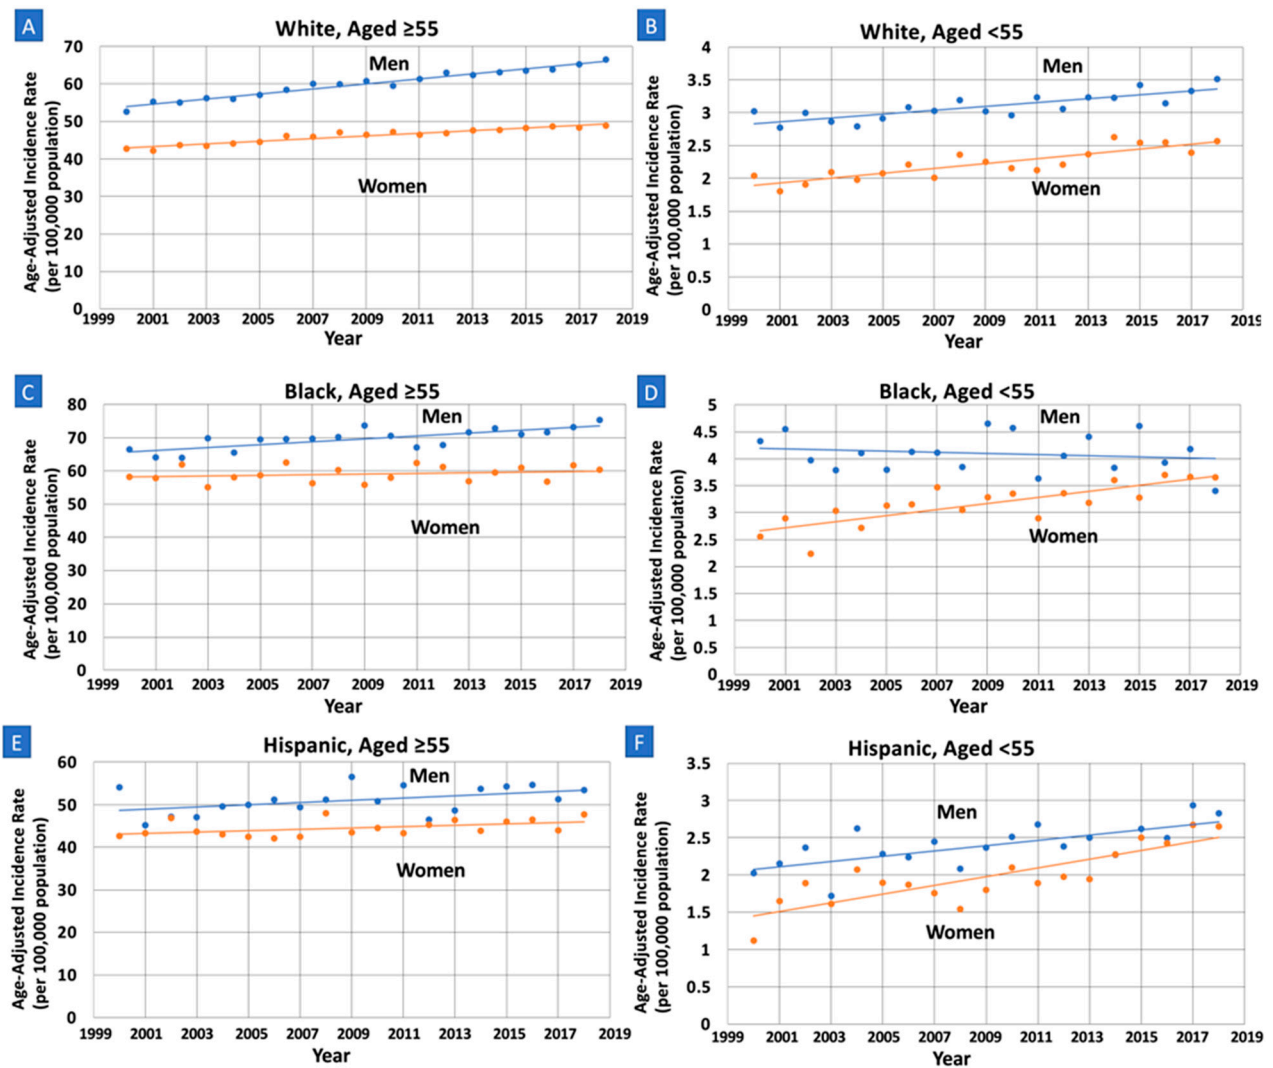 A
White, Aged ≥55
Age-Adjusted Incidence Rate
(per 100,000 population)
70
60
50
40
30
20
10
0
Men
Women
1999 2001 2003 2005 2007 2009 2011 2013 2015 2017 2019
Year
B
White, Aged <55
Age-Adjusted Incidence Rate
(per 100,000 population)
4
3.5
3
2.5
2
1.5
1
0.5
0
Men
Women
1999 2001 2003 2005 2007 2009 2011 2013 2015 2017 2019
Year
C
Black, Aged ≥55
Age-Adjusted Incidence Rate
(per 100,000 population)
80
70
60
50
40
30
20
10
0
Men
Women
1999 2001 2003 2005 2007 2009 2011 2013 2015 2017 2019
Year
D
Black, Aged <55
Age-Adjusted Incidence Rate
(per 100,000 population)
5
4.5
4
3.5
3
2.5
2
1.5
1
0.5
0
Men
Women
1999 2001 2003 2005 2007 2009 2011 2013 2015 2017 2019
Year
E
Hispanic, Aged ≥55
Age-Adjusted Incidence Rate
(per 100,000 population)
60
50
40
30
20
10
0
Men
Women
1999 2001 2003 2005 2007 2009 2011 2013 2015 2017 2019
Year
F
Hispanic, Aged <55
Age-Adjusted Incidence Rate
(per 100,000 population)
3.5
3
2.5
2
1.5
1
0.5
0
Men
Women
1999 2001 2003 2005 2007 2009 2011 2013 2015 2017 2019
Year